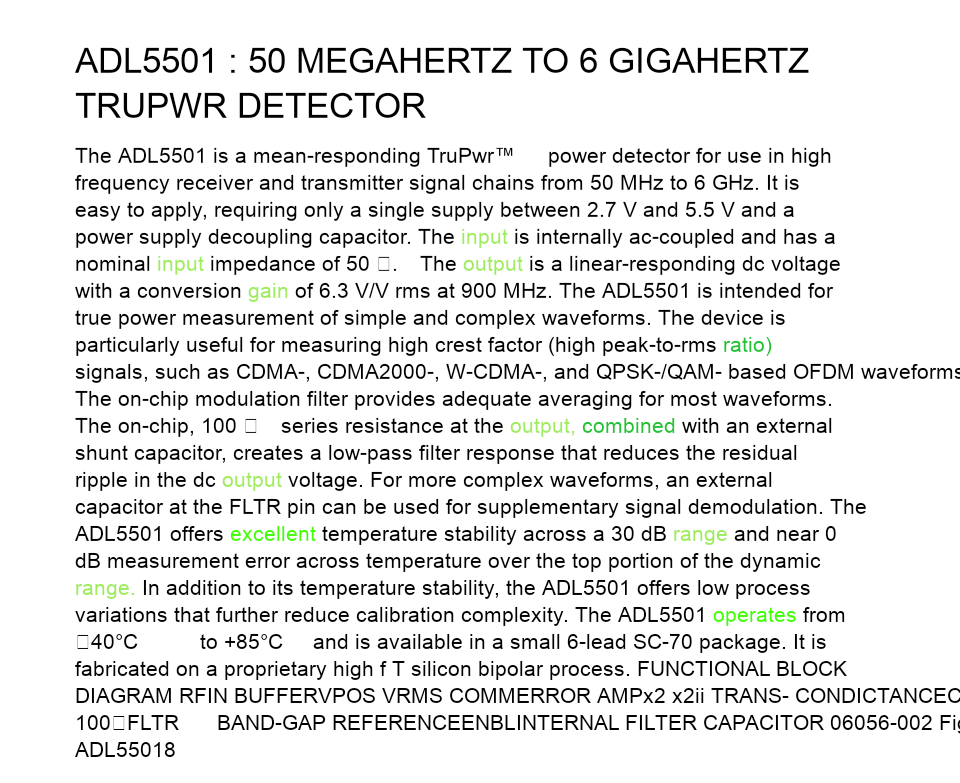 ADL5501 : 50 MEGAHERTZ TO 6 GIGAHERTZ
TRUPWR DETECTOR
The ADL5501 is a mean-responding TruPwr™ power detector for use in high
frequency receiver and transmitter signal chains from 50 MHz to 6 GHz. It is
easy to apply, requiring only a single supply between 2.7 V and 5.5 V and a
power supply decoupling capacitor. The input is internally ac-coupled and has a
nominal input impedance of 50 □. The output is a linear-responding dc voltage
with a conversion gain of 6.3 V/V rms at 900 MHz. The ADL5501 is intended for
true power measurement of simple and complex waveforms. The device is
particularly useful for measuring high crest factor (high peak-to-rms ratio)
signals, such as CDMA-, CDMA2000-, W-CDMA-, and QPSK-/QAM- based OFDM waveforms
The on-chip modulation filter provides adequate averaging for most waveforms.
The on-chip, 100 □ series resistance at the output, combined with an external
shunt capacitor, creates a low-pass filter response that reduces the residual
ripple in the dc output voltage. For more complex waveforms, an external
capacitor at the FLTR pin can be used for supplementary signal demodulation. The
ADL5501 offers excellent temperature stability across a 30 dB range and near 0
dB measurement error across temperature over the top portion of the dynamic
range. In addition to its temperature stability, the ADL5501 offers low process
variations that further reduce calibration complexity. The ADL5501 operates from
□40°C to +85°C and is available in a small 6-lead SC-70 package. It is
fabricated on a proprietary high f T silicon bipolar process. FUNCTIONAL BLOCK
DIAGRAM RFIN BUFFERVPOS VRMS COMMERROR AMPx2 x2ii TRANS- CONDICTANCEC
100□FLTR BAND-GAP REFERENCEENBLINTERNAL FILTER CAPACITOR 06056-002 Fig
ADL55018